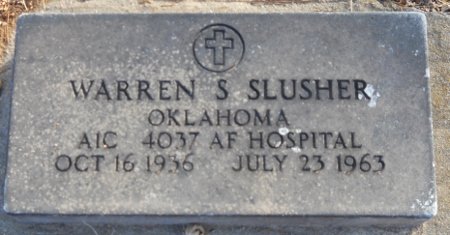 WARREN S SLUSHER
OKLAHOMA
A1C 4037 AF HOSPITAL
OCT 16 1936 JULY 23 1963